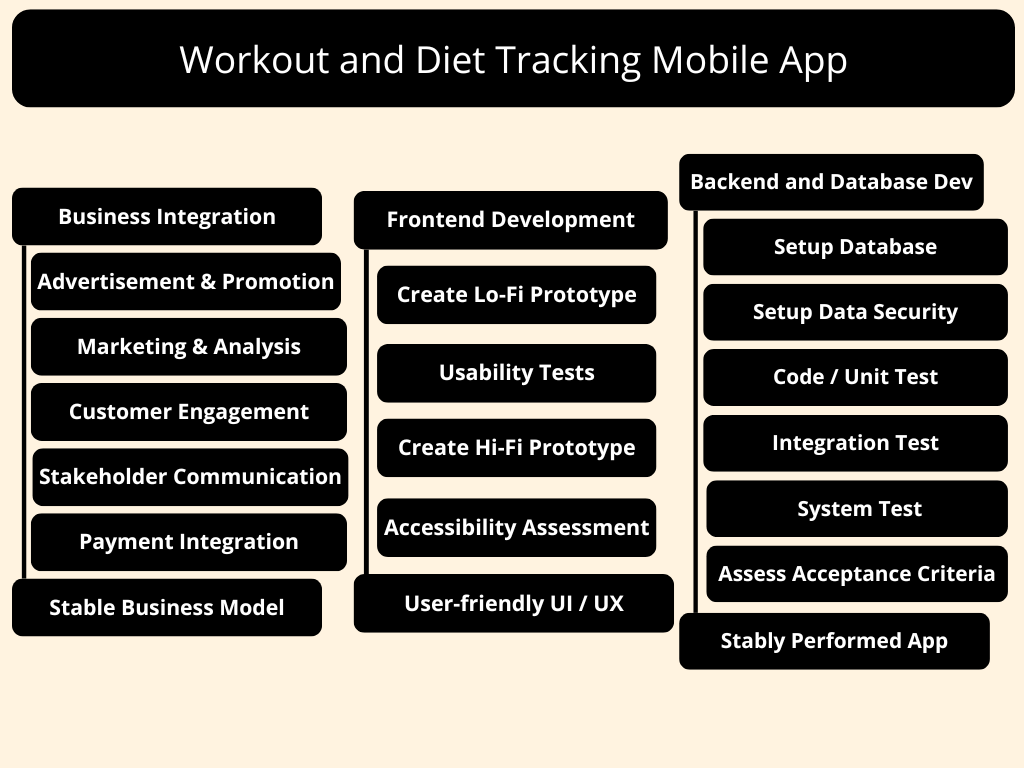 Workout and Diet Tracking Mobile App
Business Integration
Advertisement & Promotion
Marketing & Analysis
Customer Engagement
Stakeholder Communication
Payment Integration
Stable Business Model
Frontend Development
Create Lo-Fi Prototype
Usability Tests
Create Hi-Fi Prototype
Accessibility Assessment
User-friendly UI / UX
Backend and Database Dev
Setup Database
Setup Data Security
Code / Unit Test
Integration Test
System Test
Assess Acceptance Criteria
Stably Performed App